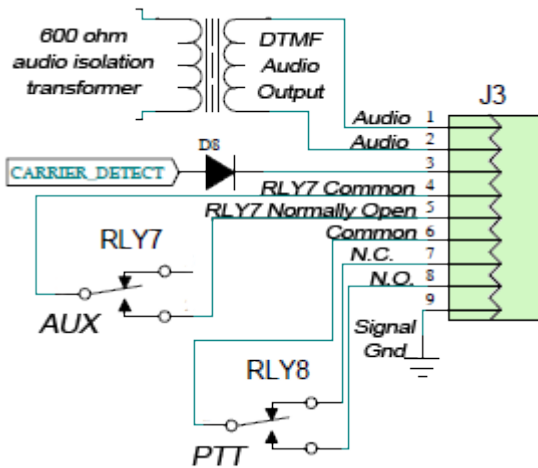 600 ohm
audio isolation
transformer
DTMF
Audio
Output
J3
Audio 1
Audio 2
D8
3
CARRIER_DETECT
RLY7 Common 4
RLY7 Normally Open 5
Common 6
RLY7
N.C. 7
N.O. 8
9
AUX
Signal
Gnd
RLY8
PTT